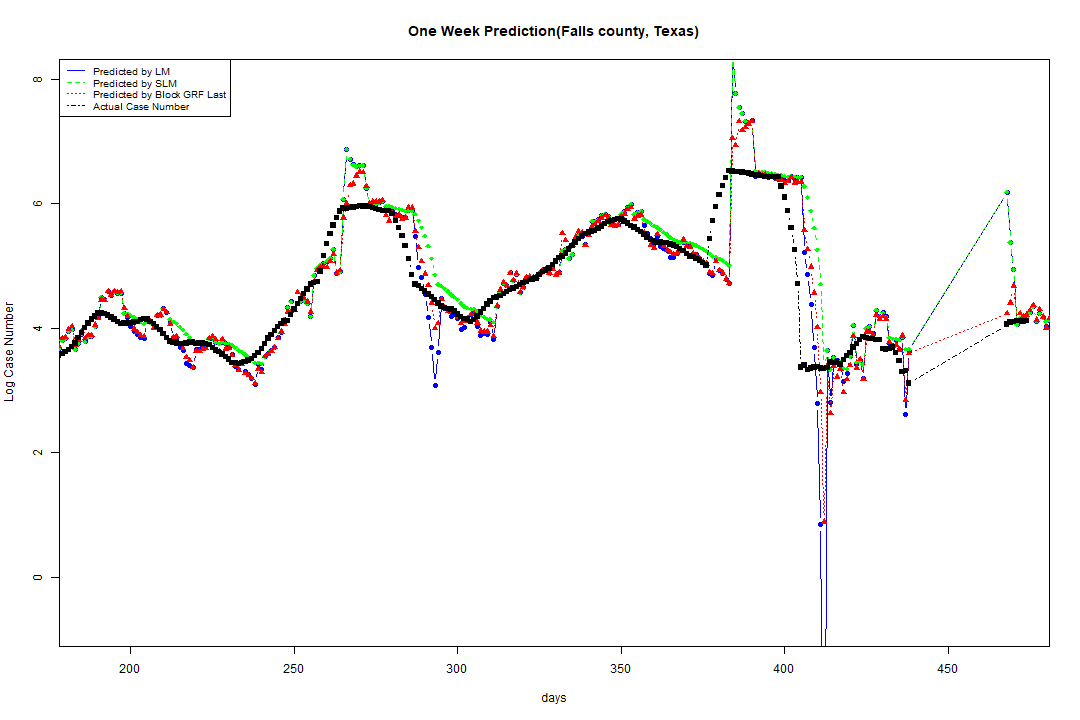 One Week Prediction(Falls county, Texas)
Predicted by LM
Predicted by SLM
Predicted by Block GRF Last
Actual Case Number
8
6
4
2
0
Log Case Number
200 250 300 350 400 450
days